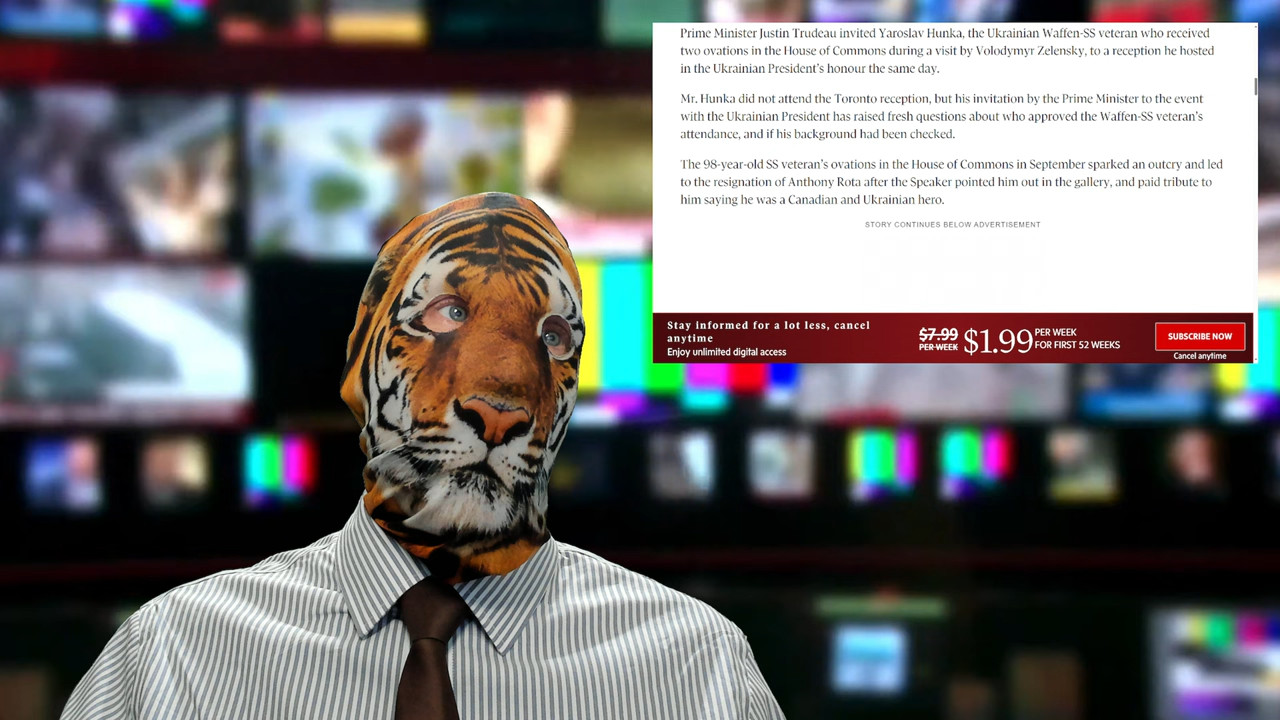 Prime Minister Justin Trudeau invited Yaroslav Hunka, the Ukrainian Waffen-SS veteran who received
two ovations in the House of Commons during a visit by Volodymyr Zelensky, to a reception he hosted
in the Ukrainian President's honour the same day.
Mr. Hunka did not attend the Toronto reception, but his invitation by the Prime Minister to the event
with the Ukrainian President has raised fresh questions about who approved the Waffen-SS veteran's
attendance, and if his background had been checked.
The 98-year-old SS veteran's ovations in the House of Commons in September sparked an outcry and led
to the resignation of Anthony Rota after the Speaker pointed him out in the gallery, and paid tribute to
him saying he was a Canadian and Ukrainian hero.
STORY CONTINUES BELOW ADVERTISEMENT
Stay informed for a lot less, cancel
anytime
Enjoy unlimited digital access
$7.99
PER WEEK
$1.99
PER WEEK
FOR FIRST 52 WEEKS
SUBSCRIBE NOW
Cancel anytime